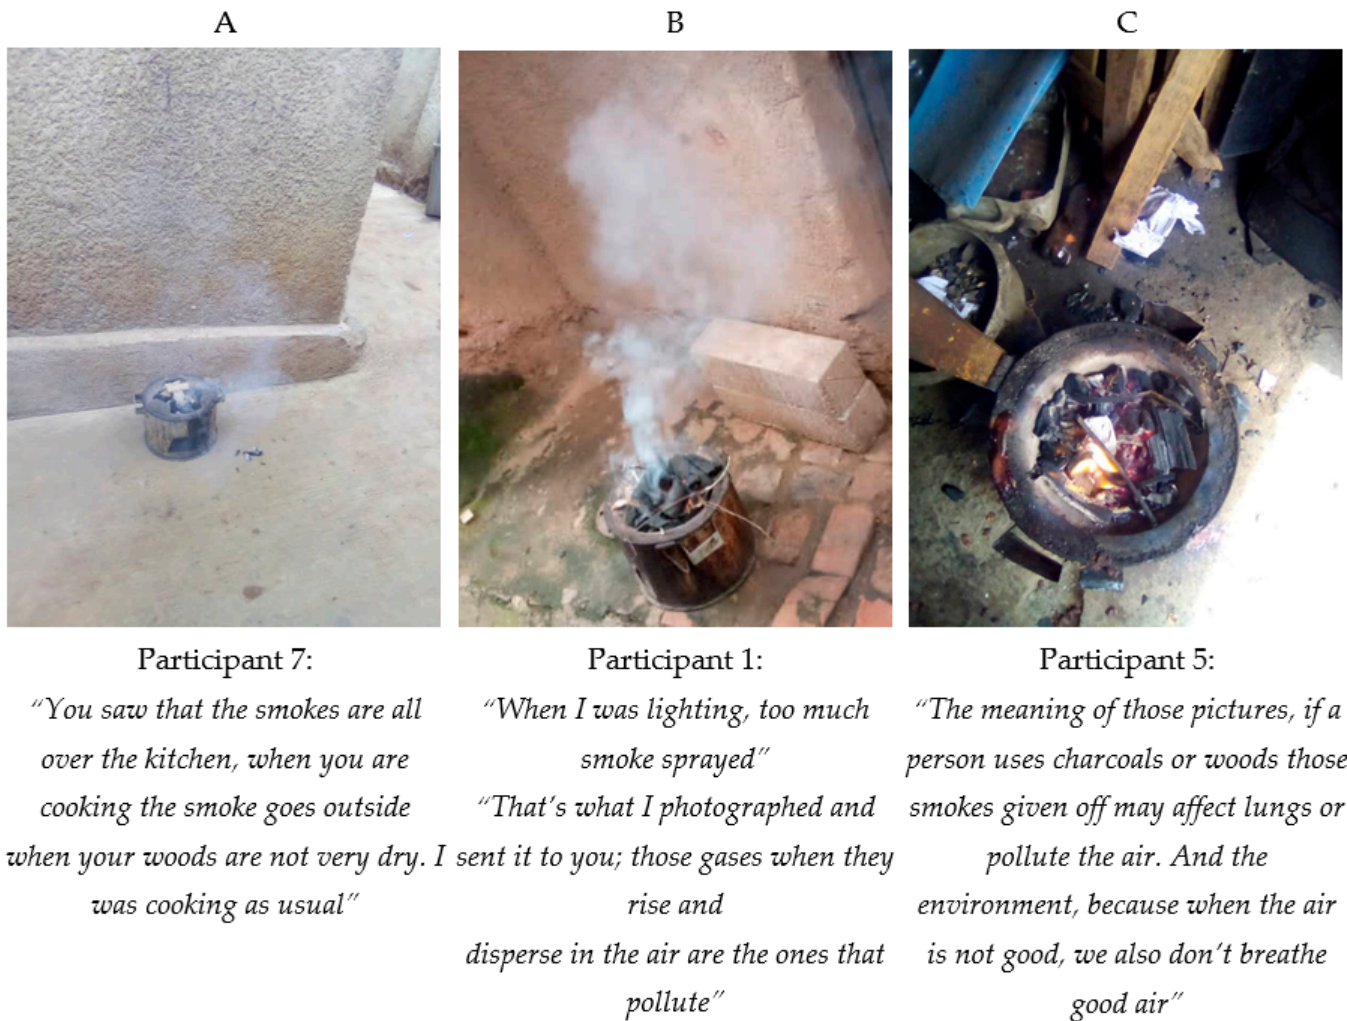 A
B
C
Participant 7:
“You saw that the smokes are all
over the kitchen, when you are
cooking the smoke goes outside
when your woods are not very dry. I
was cooking as usual”
Participant 1:
“When I was lighting, too much
smoke sprayed”
“That’s what I photographed and
sent it to you; those gases when they
rise and
disperse in the air are the ones that
pollute”
Participant 5:
“The meaning of those pictures, if a
person uses charcoals or woods those
smokes given off may affect lungs or
pollute the air. And the
environment, because when the air
is not good, we also don’t breathe
good air”